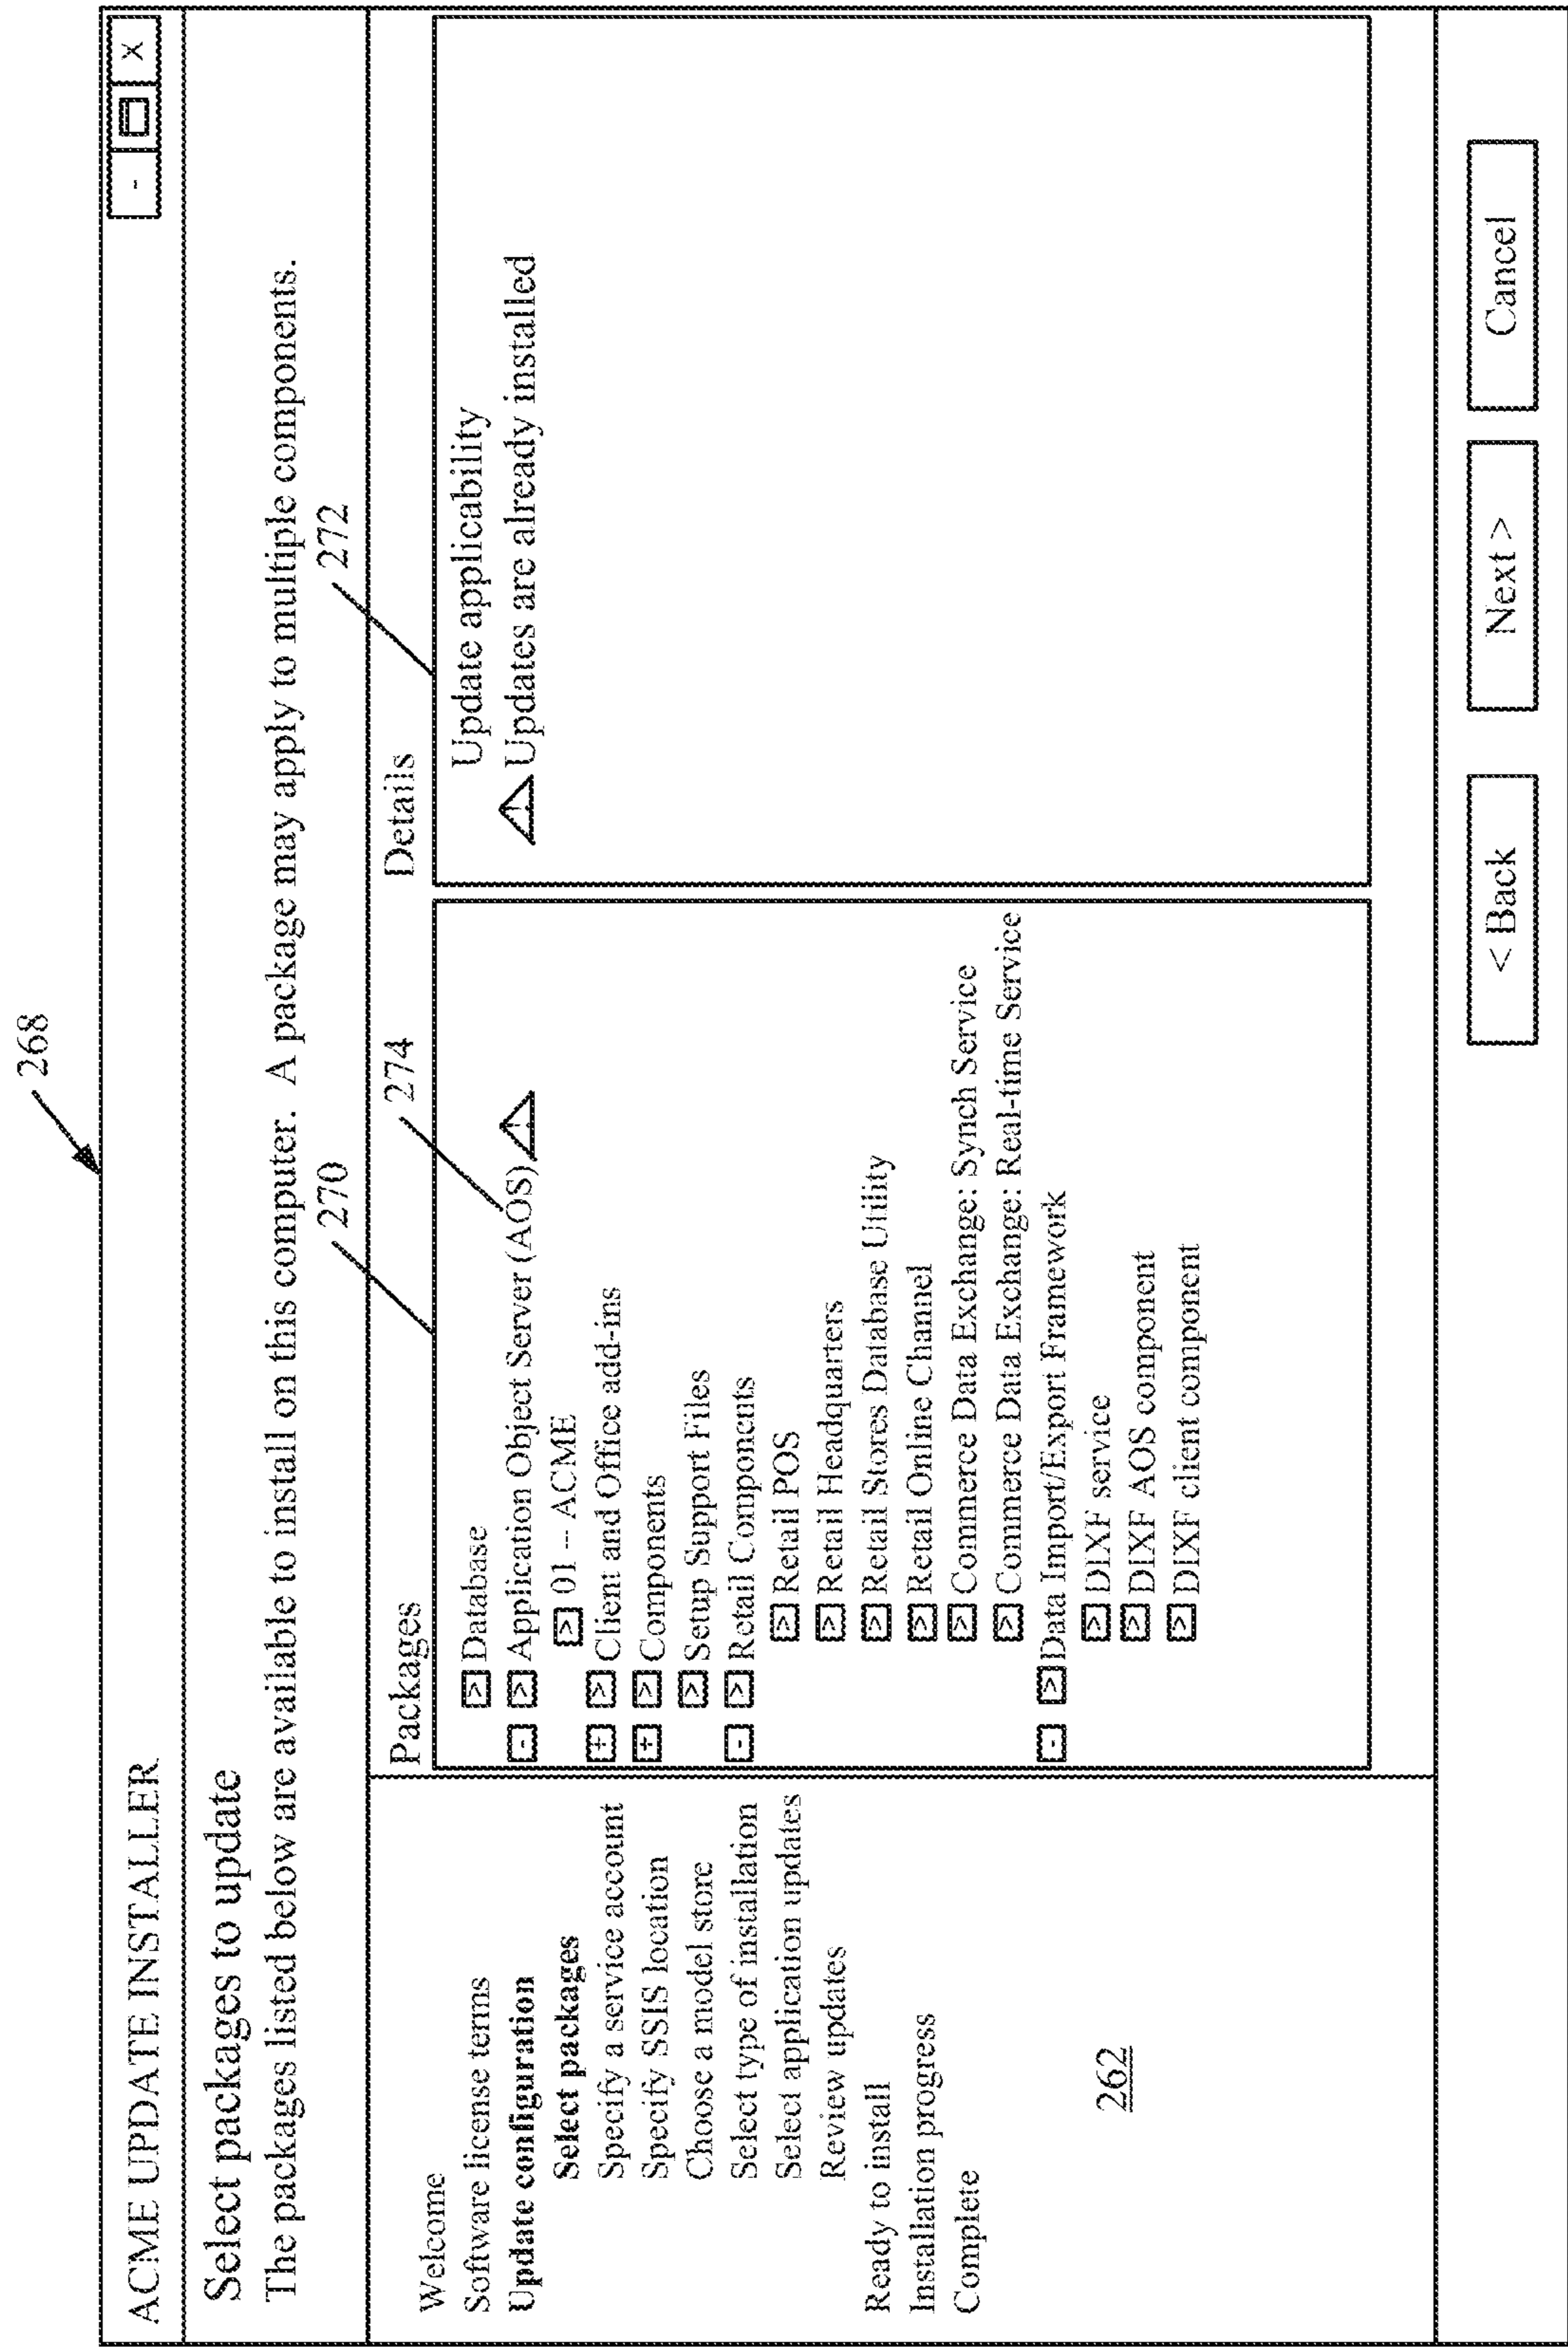 268
ACME UPDATE INSTALLER
- X
Select packages to update
The packages listed below are available to install on this computer. A package may apply to multiple components.
270
272
Welcome
Software license terms
Update configuration
Select packages
Specify a service account
Specify SSIS location
Choose a model store
Select type of installation
Select application updates
Review updates
Ready to install
Installation progress
Complete
262
Packages
274
> Database
- > Application Object Server (AOS) !
> 01 – ACME
+ > Client and Office add-ins
+ > Components
> Setup Support Files
- > Retail Components
> Retail POS
> Retail Headquarters
> Retail Stores Database Utility
> Retail Online Channel
> Commerce Data Exchange: Synch Service
> Commerce Data Exchange: Real-time Service
- > Data Import/Export Framework
> DIXF service
> DIXF AOS component
> DIXF client component
Details
Update applicability
! Updates are already installed
< Back
Next >
Cancel